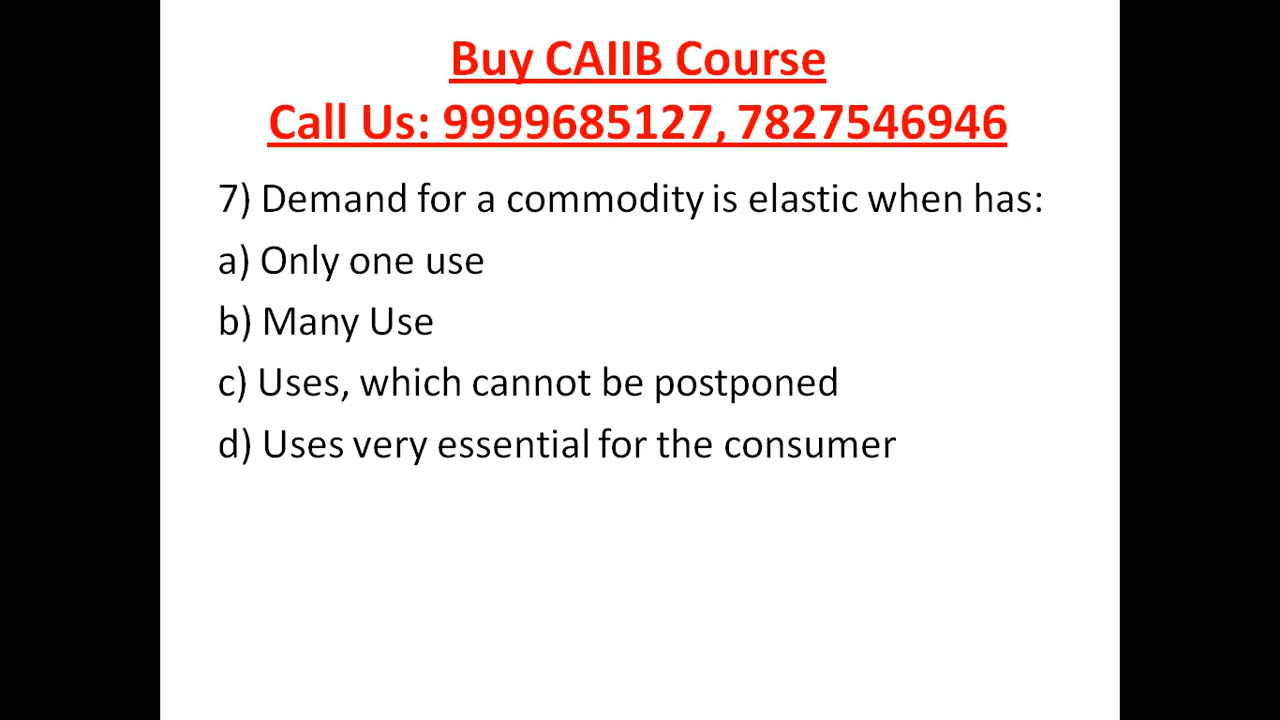 Buy CAIIB Course
Call Us: 9999685127, 7827546946
7) Demand for a commodity is elastic when has:
a) Only one use
b) Many Use
c) Uses, which cannot be postponed
d) Uses very essential for the consumer